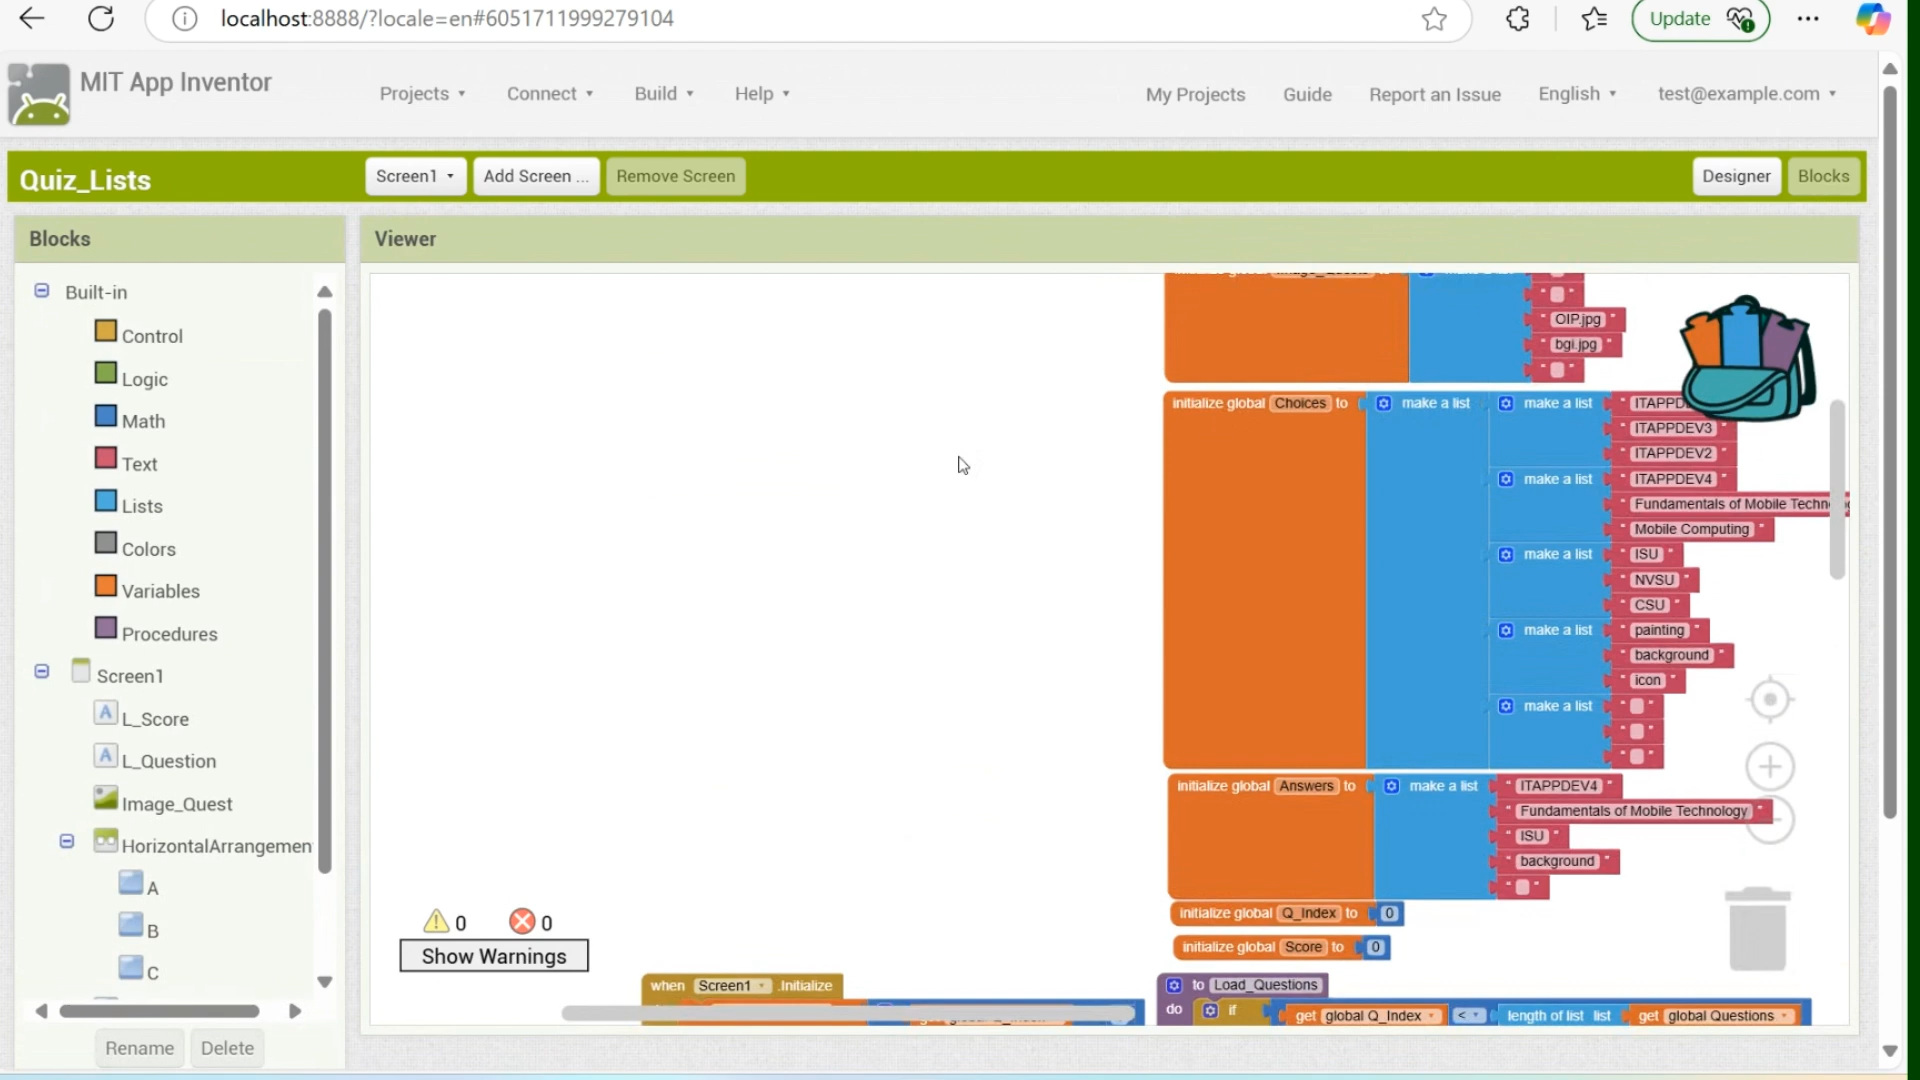 localhost:8888/?locale=en#6051711999279104
Update
MIT App Inventor
Projects
Connect
Build
Help
My Projects
Guide
Report an Issue
English
test@example.com
Quiz_Lists
Screen1
Add Screen ...
Remove Screen
Designer
Blocks
Blocks
Viewer
Built-in
Control
Logic
Math
Text
Lists
Colors
Variables
Procedures
Screen1
L_Score
L_Question
Image_Quest
HorizontalArrangemen
A
B
C
Rename
Delete
OIP.jpg
bgi.jpg
initialize global Choices to
make a list
make a list
ITAPPD
ITAPPDEV3
ITAPPDEV2
make a list
ITAPPDEV4
Fundamentals of Mobile Techn
Mobile Computing
make a list
ISU
NVSU
CSU
make a list
painting
background
icon
make a list
initialize global Answers to
make a list
ITAPPDEV4
Fundamentals of Mobile Technology
ISU
background
initialize global Q_Index to 0
initialize global Score to 0
0
0
Show Warnings
when Screen1 .Initialize
to Load_Questions
do if get global Q_Index < length of list list get global Questions